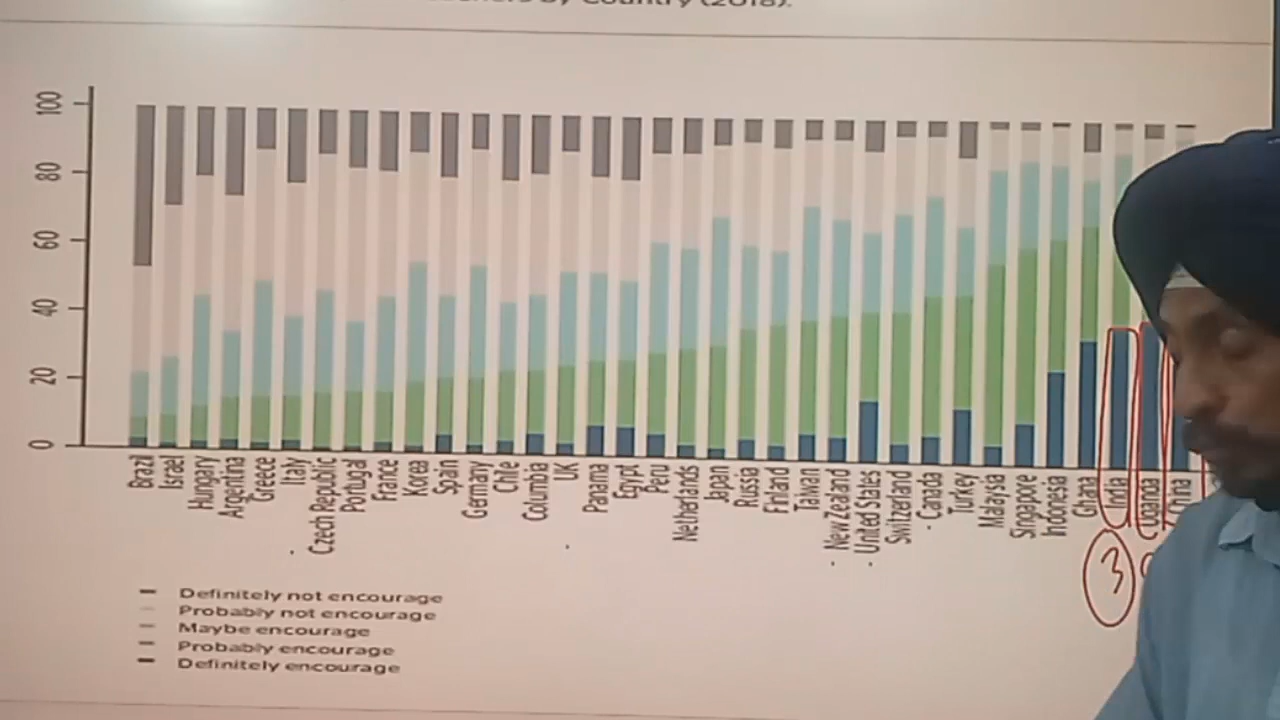 by Country (2018).
100
80
60
40
20
0
Brazil
Israel
Hungary
Argentina
Greece
Italy
Czech Republic
Portugal
France
Korea
Spain
Germany
Chile
Columbia
UK
Panama
Egypt
Peru
Netherlands
Japan
Russia
Finland
Taiwan
New Zealand
United States
Switzerland
Canada
Turkey
Malaysia
Singapore
Indonesia
Ghana
India
Uganda
China
3
Definitely not encourage
Probably not encourage
Maybe encourage
Probably encourage
Definitely encourage